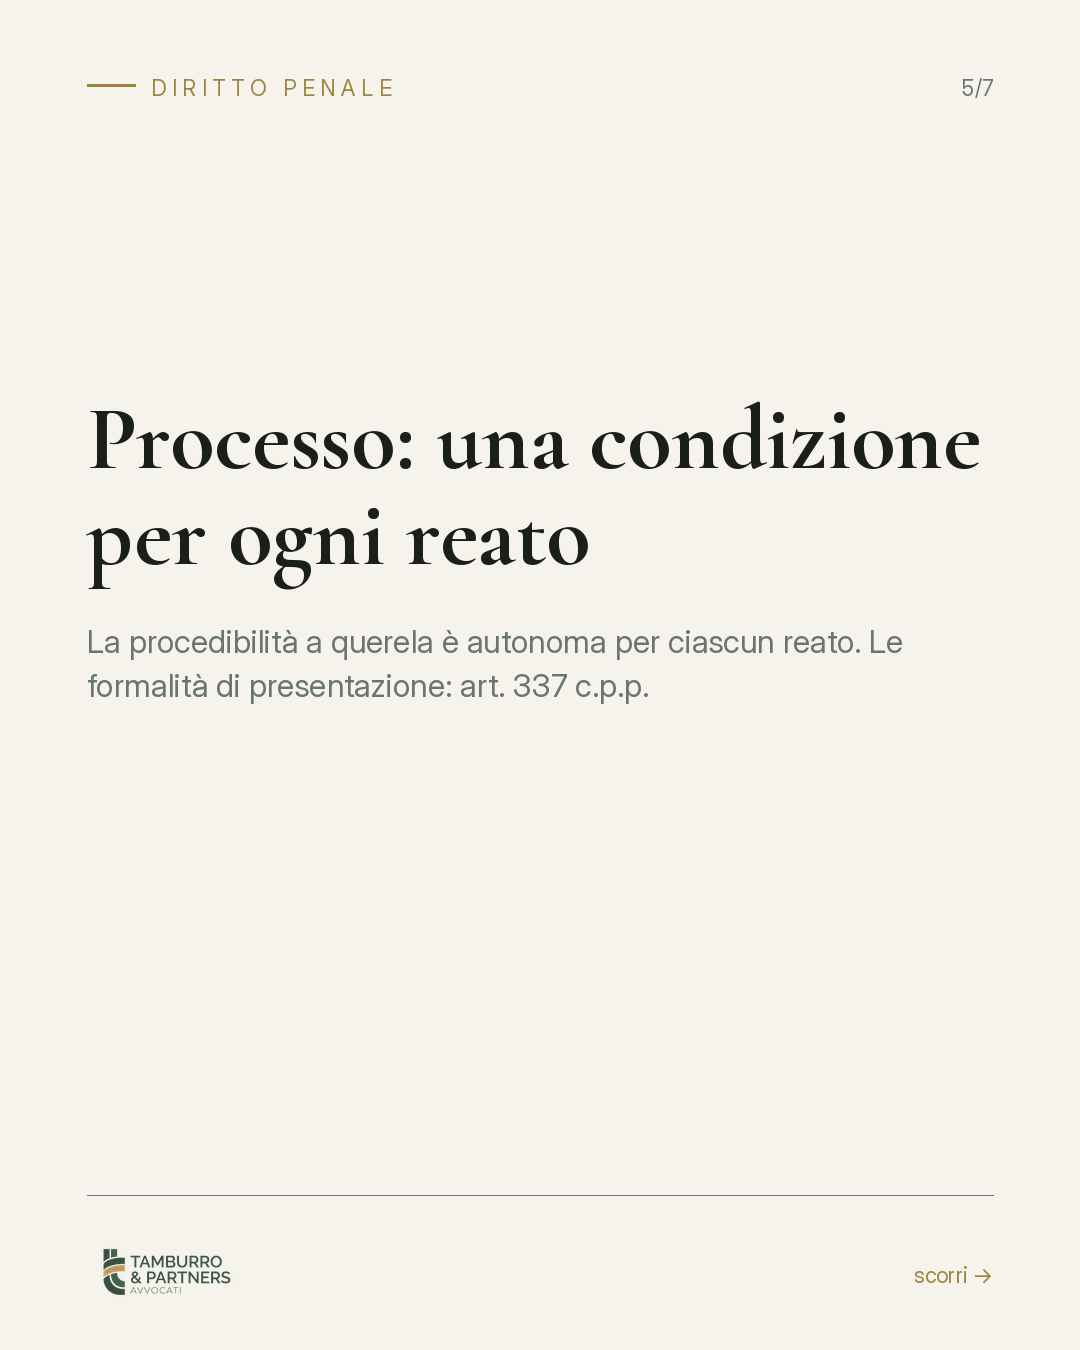 DIRITTO PENALE
5/7
Processo: una condizione
per ogni reato
La procedibilità a querela è autonoma per ciascun reato. Le
formalità di presentazione: art. 337 c.p.p.
TAMBURRO
& PARTNERS
AVVOCATI
scorri →